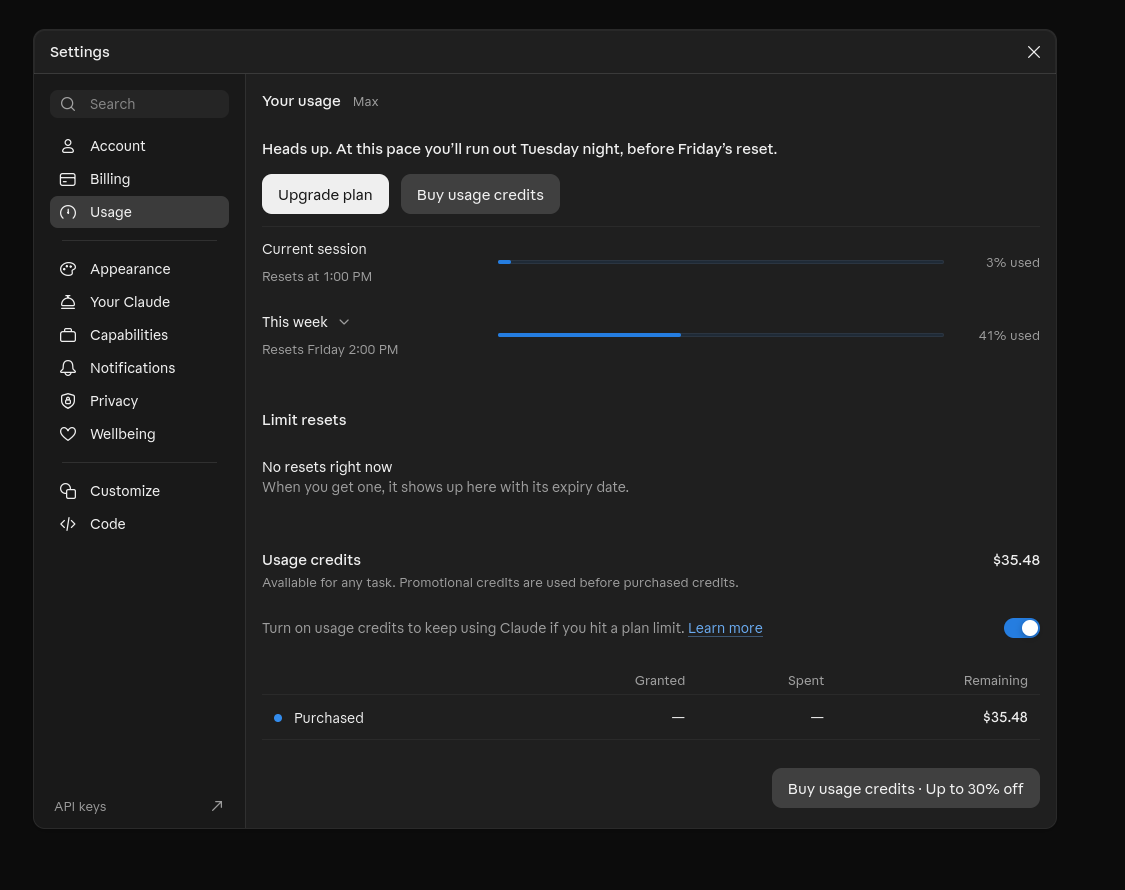 Settings
Search
Account
Billing
Usage
Appearance
Your Claude
Capabilities
Notifications
Privacy
Wellbeing
Customize
Code
API keys
Your usage Max
Heads up. At this pace you’ll run out Tuesday night, before Friday’s reset.
Upgrade plan Buy usage credits
Current session
Resets at 1:00 PM
3% used
This week
Resets Friday 2:00 PM
41% used
Limit resets
No resets right now
When you get one, it shows up here with its expiry date.
Usage credits $35.48
Available for any task. Promotional credits are used before purchased credits.
Turn on usage credits to keep using Claude if you hit a plan limit. Learn more
Granted Spent Remaining
Purchased — — $35.48
Buy usage credits · Up to 30% off